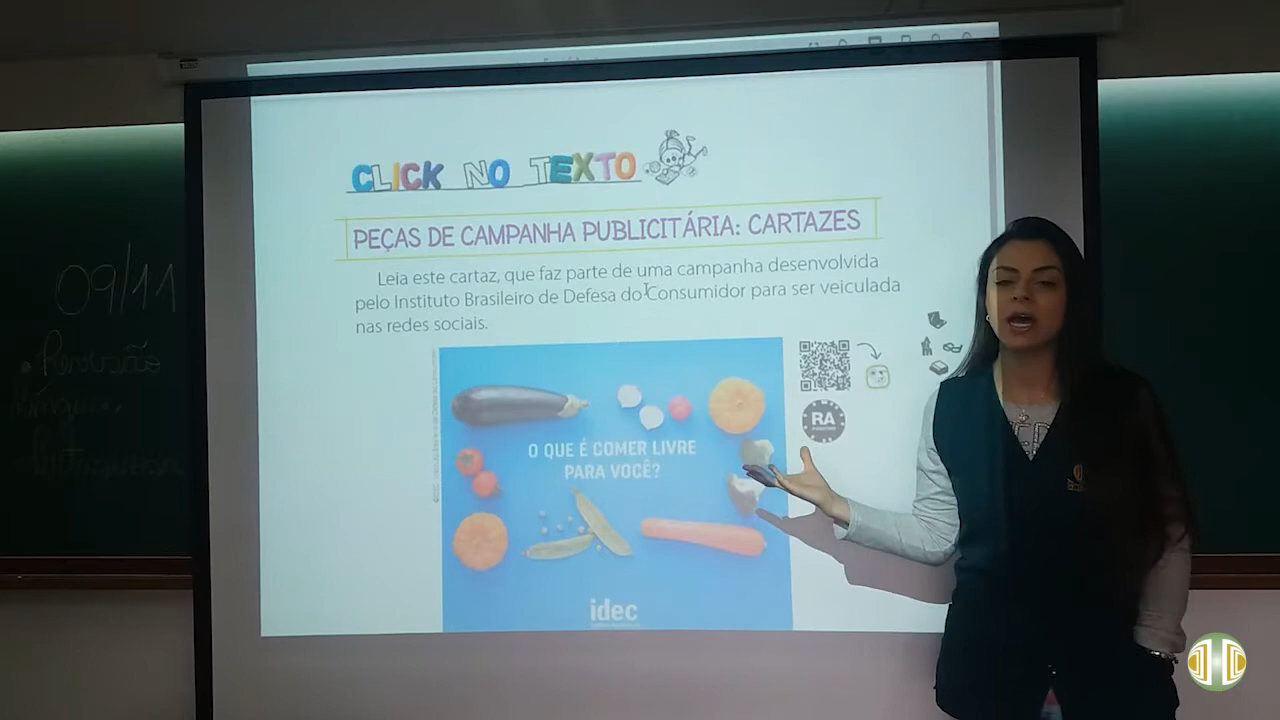 CLICK NO TEXTO
PEÇAS DE CAMPANHA PUBLICITÁRIA: CARTAZES
Leia este cartaz, que faz parte de uma campanha desenvolvida
pelo Instituto Brasileiro de Defesa do Consumidor para ser veiculada
nas redes sociais.
O QUE É COMER LIVRE
PARA VOCÊ?
idec
RA
09/11
Revisão